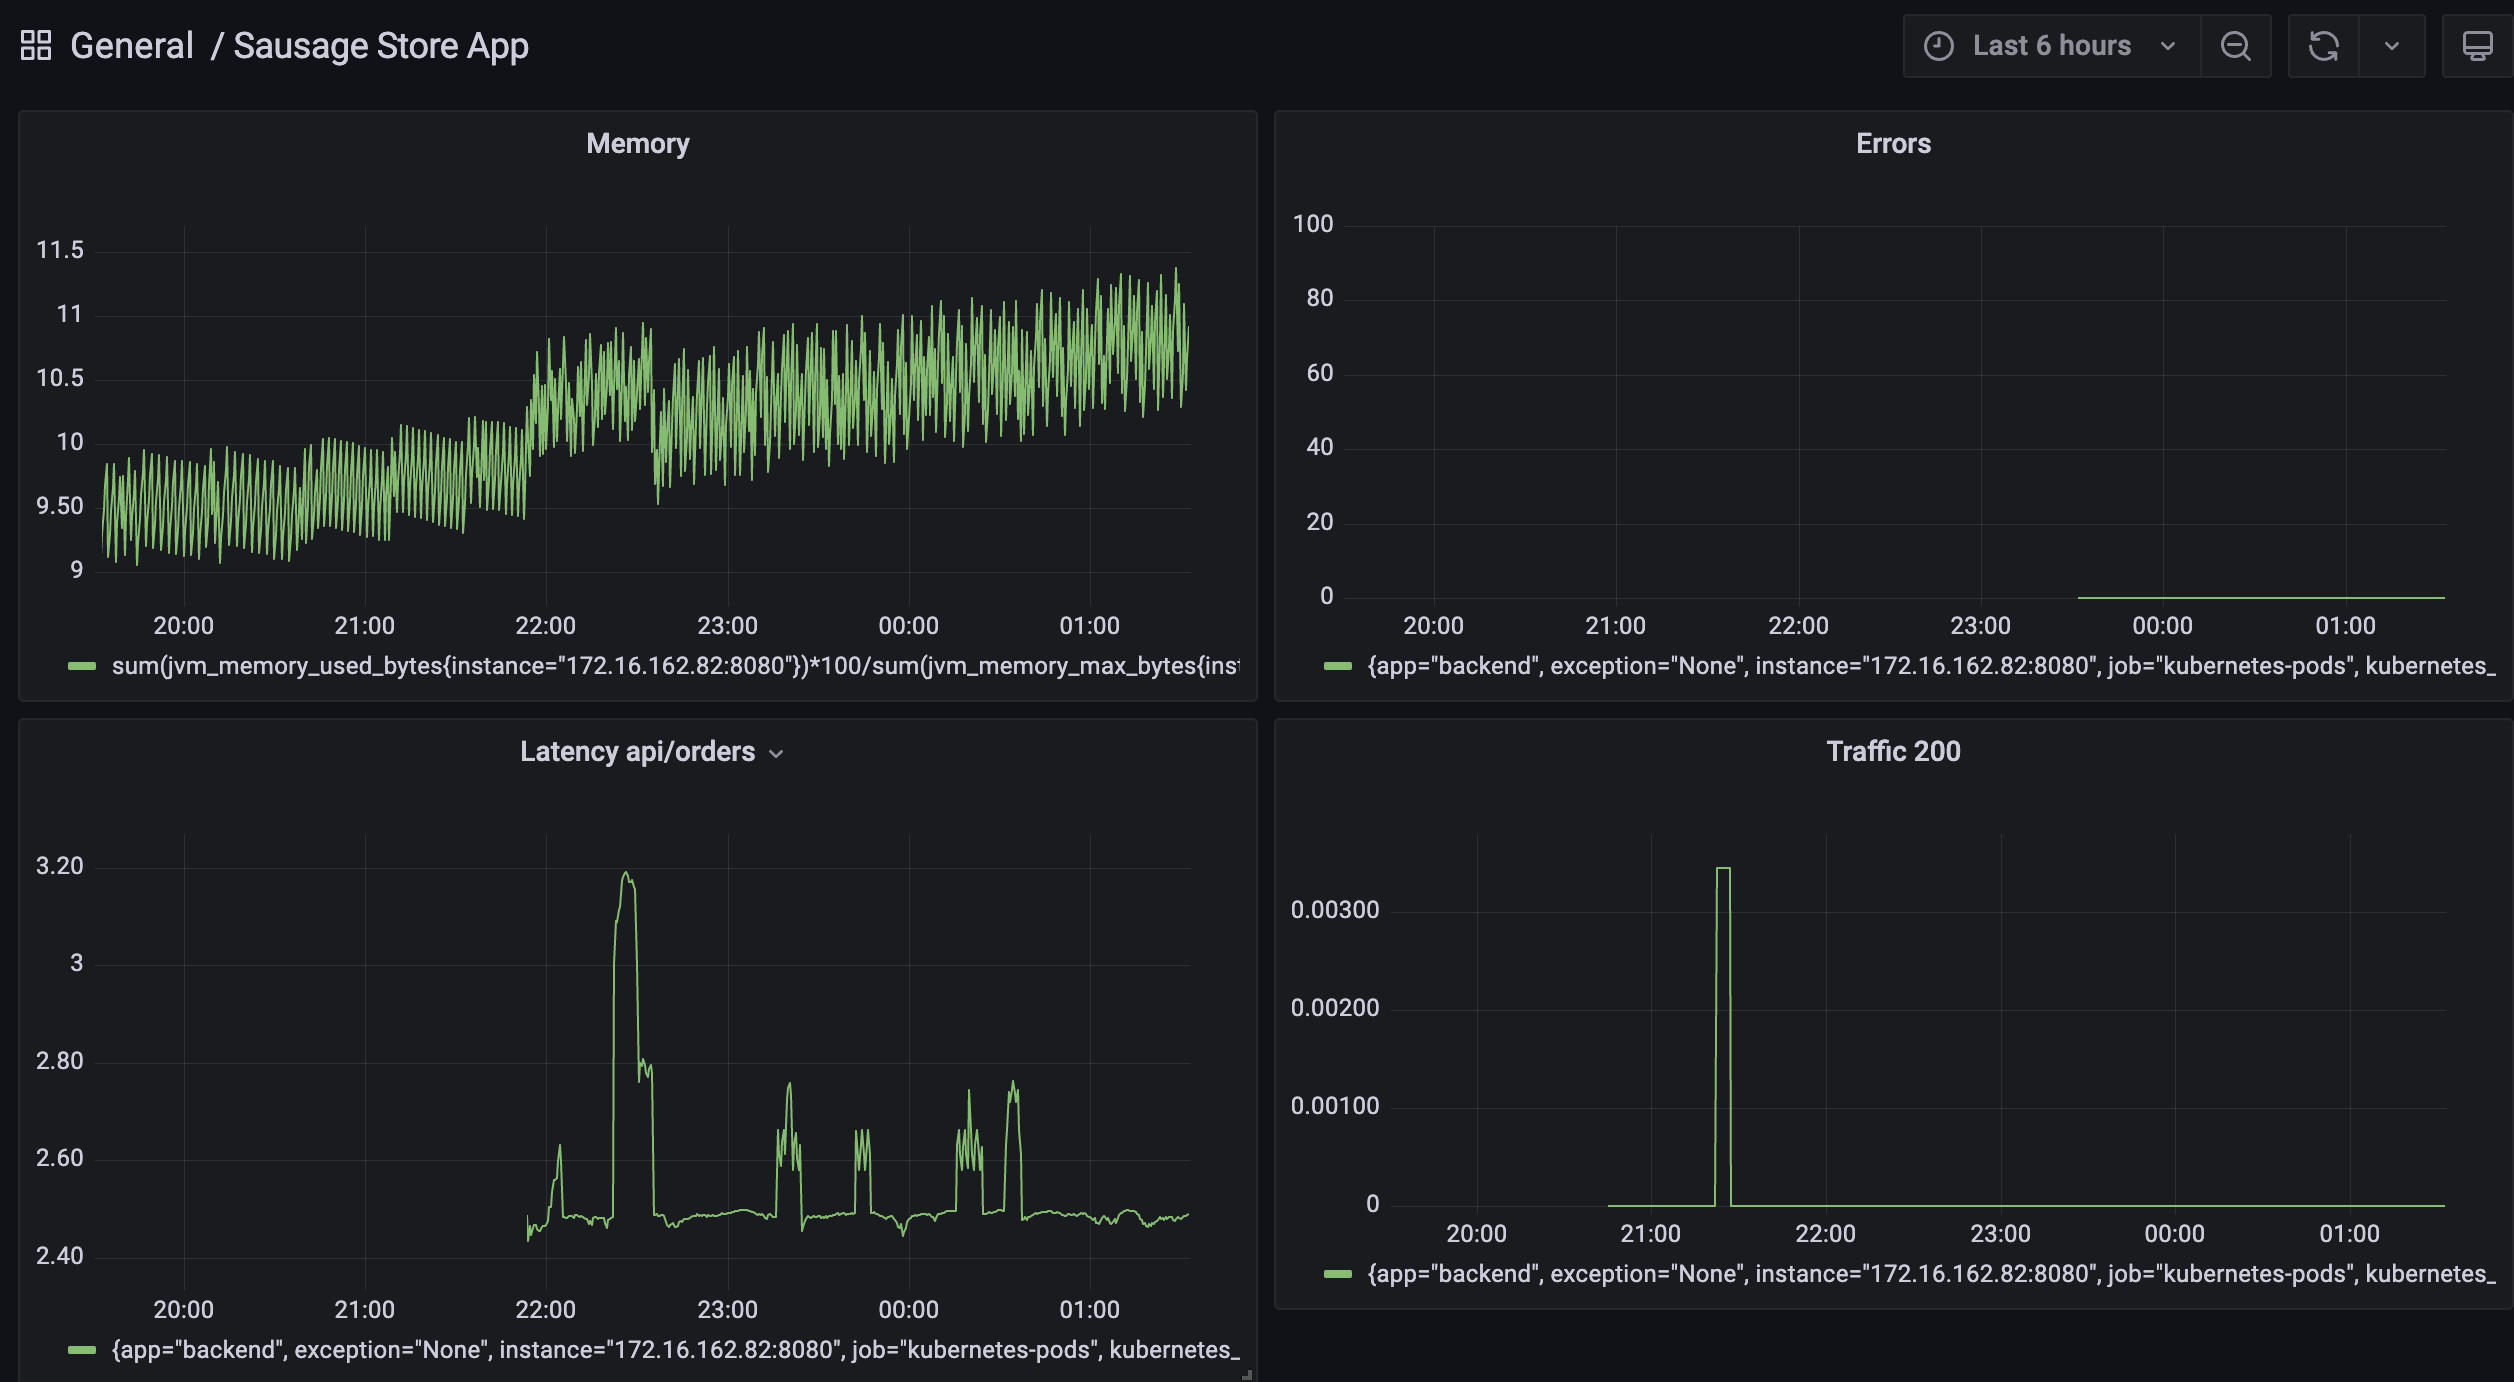 General / Sausage Store App
Last 6 hours
Memory
11.5
11
10.5
10
9.50
9
20:00 21:00 22:00 23:00 00:00 01:00
sum(jvm_memory_used_bytes{instance="172.16.162.82:8080"})*100/sum(jvm_memory_max_bytes{inst
Errors
100
80
60
40
20
0
20:00 21:00 22:00 23:00 00:00 01:00
{app="backend", exception="None", instance="172.16.162.82:8080", job="kubernetes-pods", kubernetes_
Latency api/orders
3.20
3
2.80
2.60
2.40
20:00 21:00 22:00 23:00 00:00 01:00
{app="backend", exception="None", instance="172.16.162.82:8080", job="kubernetes-pods", kubernetes_
Traffic 200
0.00300
0.00200
0.00100
0
20:00 21:00 22:00 23:00 00:00 01:00
{app="backend", exception="None", instance="172.16.162.82:8080", job="kubernetes-pods", kubernetes_